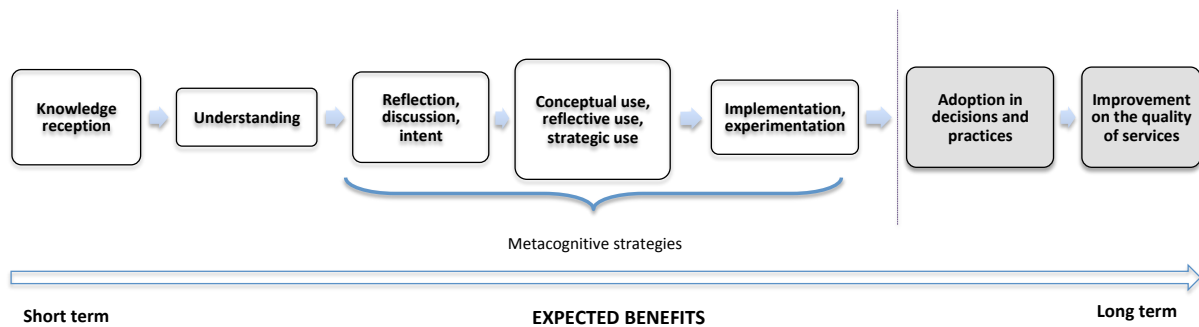 Knowledge
reception
Understanding
Reflection,
discussion,
intent
Conceptual use,
reflective use,
strategic use
Implementation,
experimentation
Adoption in
decisions and
practices
Improvement
on the quality
of services
Metacognitive strategies
Short term
EXPECTED BENEFITS
Long term